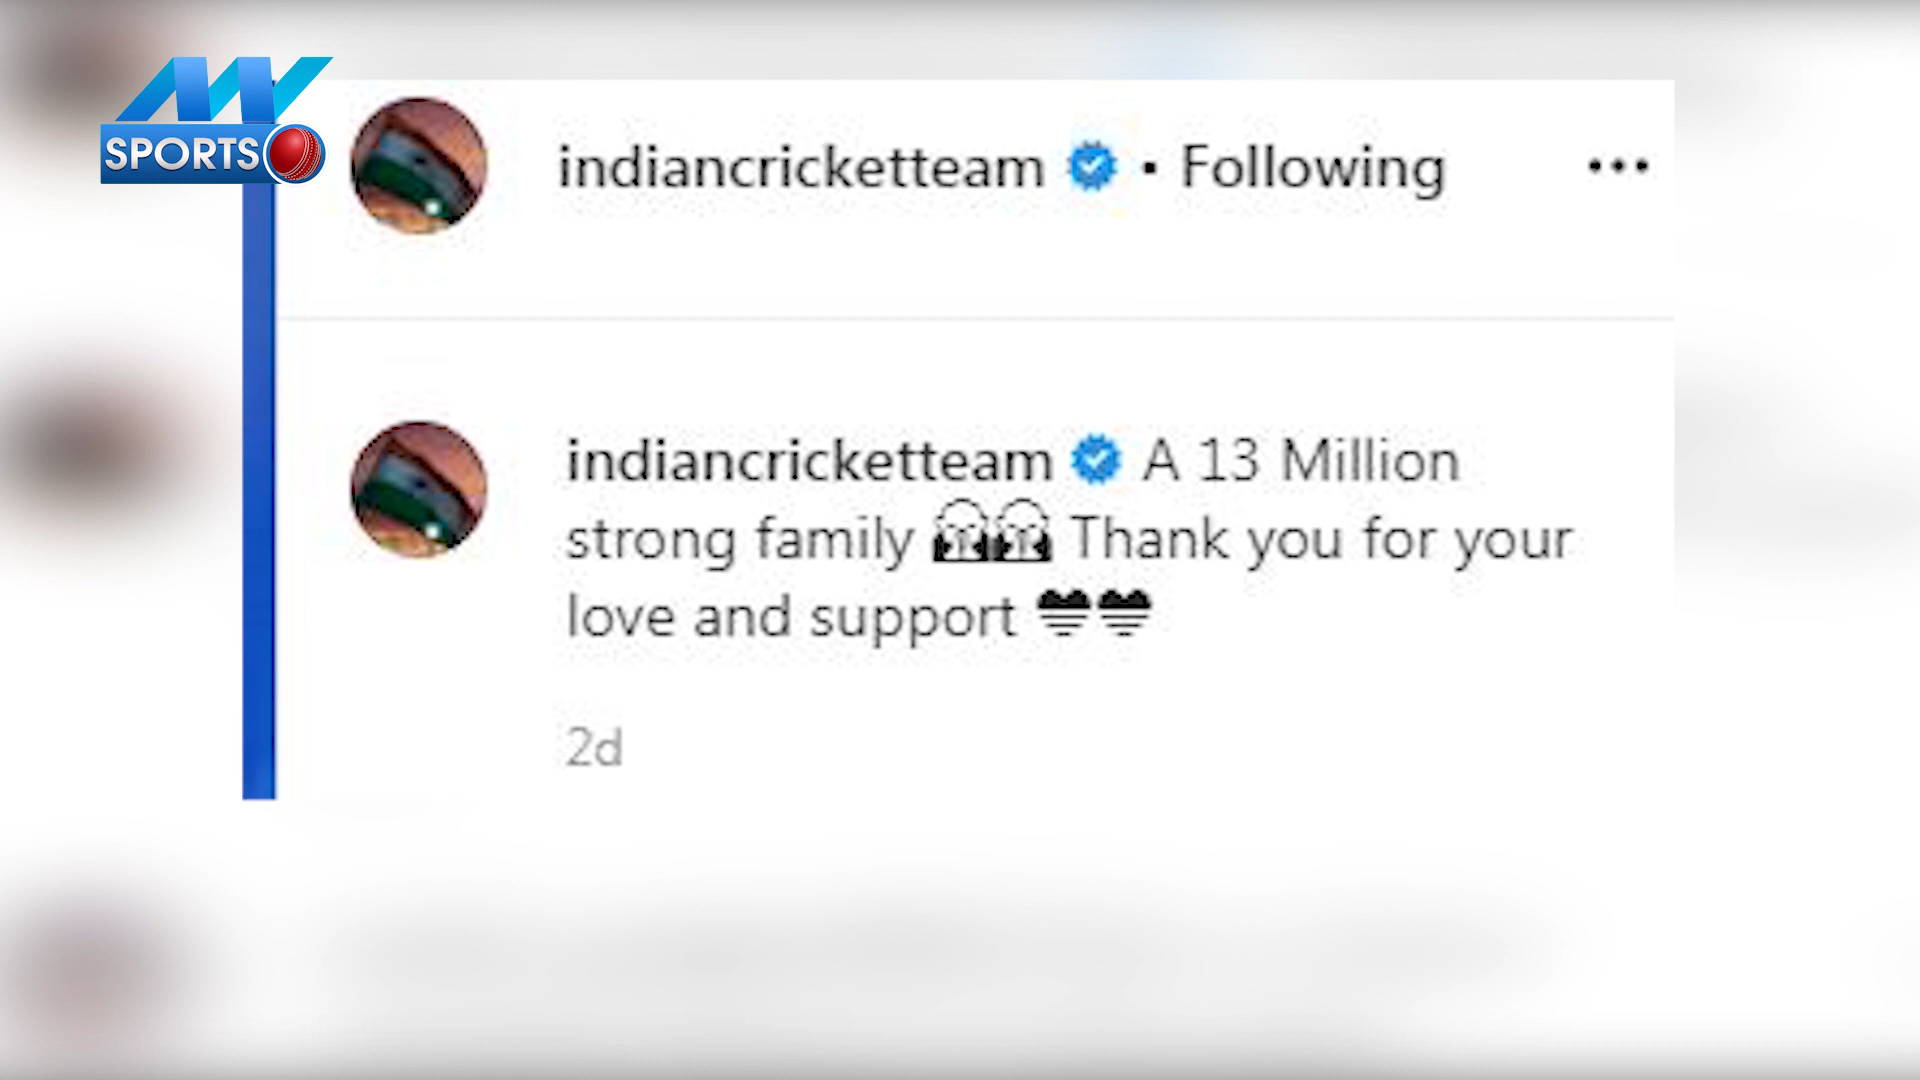 SPORTS
indiancricketteam • Following
indiancricketteam A 13 Million
strong family Thank you for your
love and support
2d